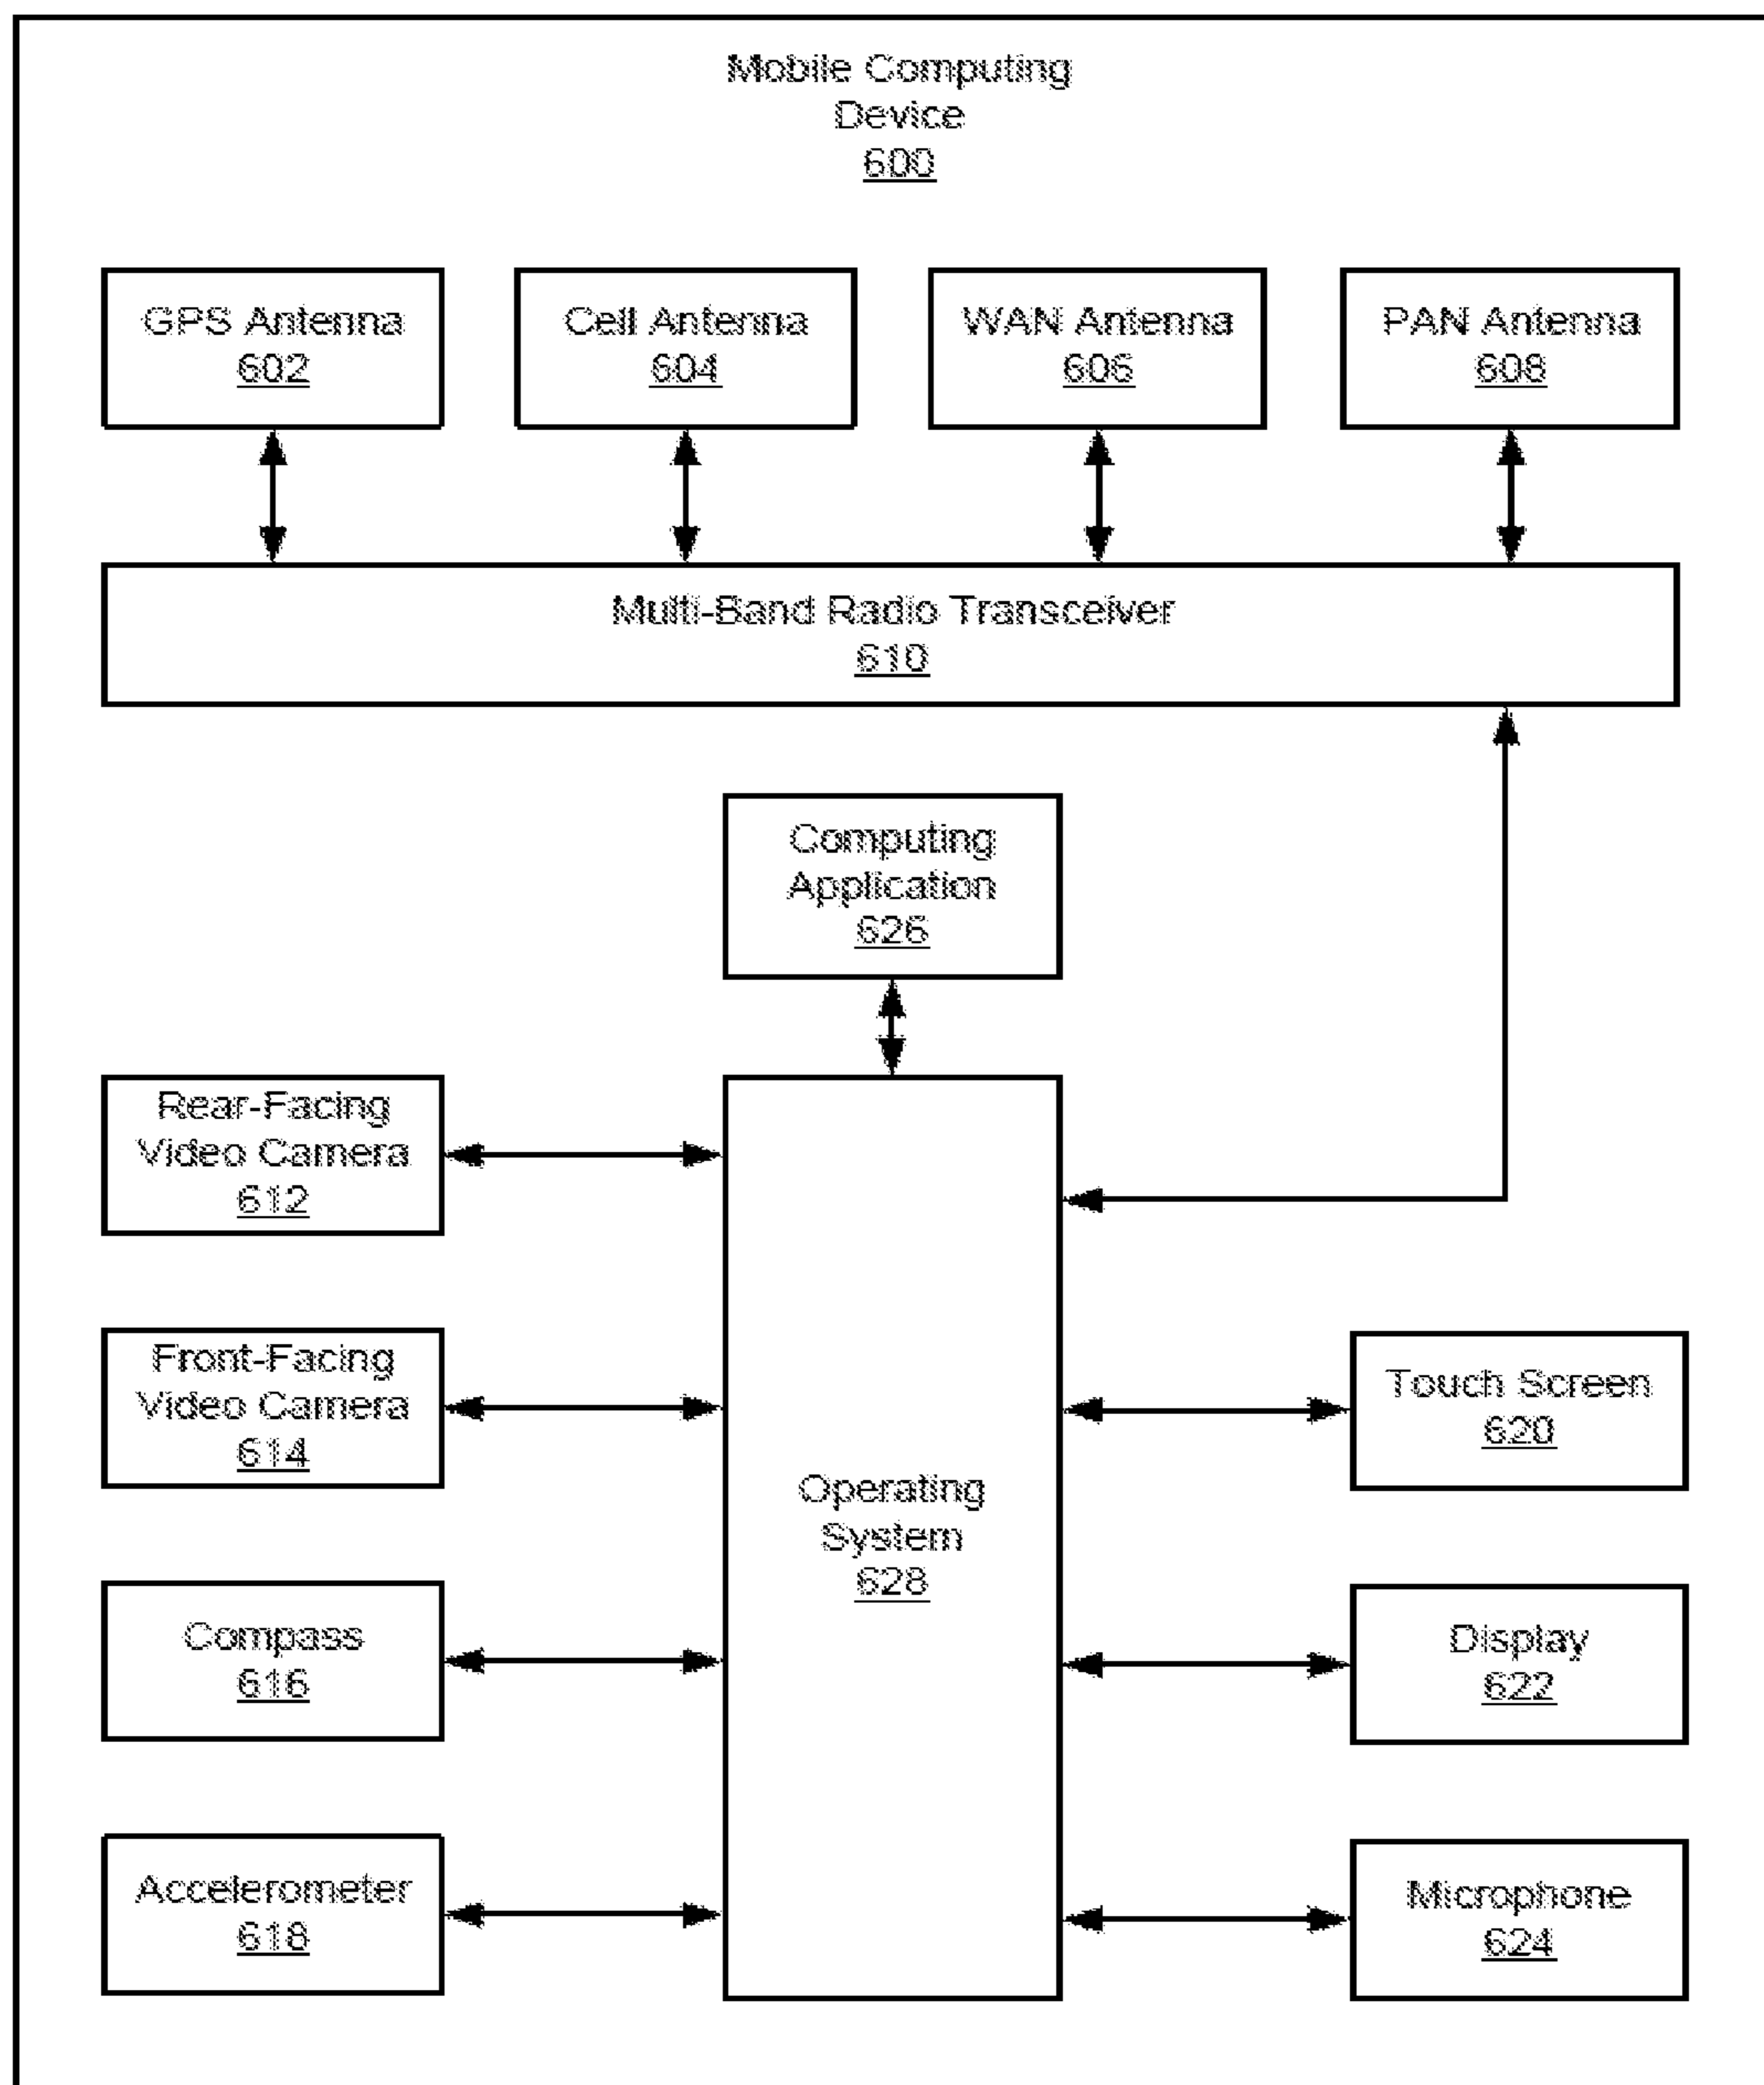 Mobile Computing
Device
600
GPS Antenna
602
Cell Antenna
604
WAN Antenna
606
PAN Antenna
608
Multi-Band Radio Transceiver
610
Computing
Application
626
Rear-Facing
Video Camera
612
Front-Facing
Video Camera
614
Compass
616
Accelerometer
618
Operating
System
628
Touch Screen
620
Display
622
Microphone
624